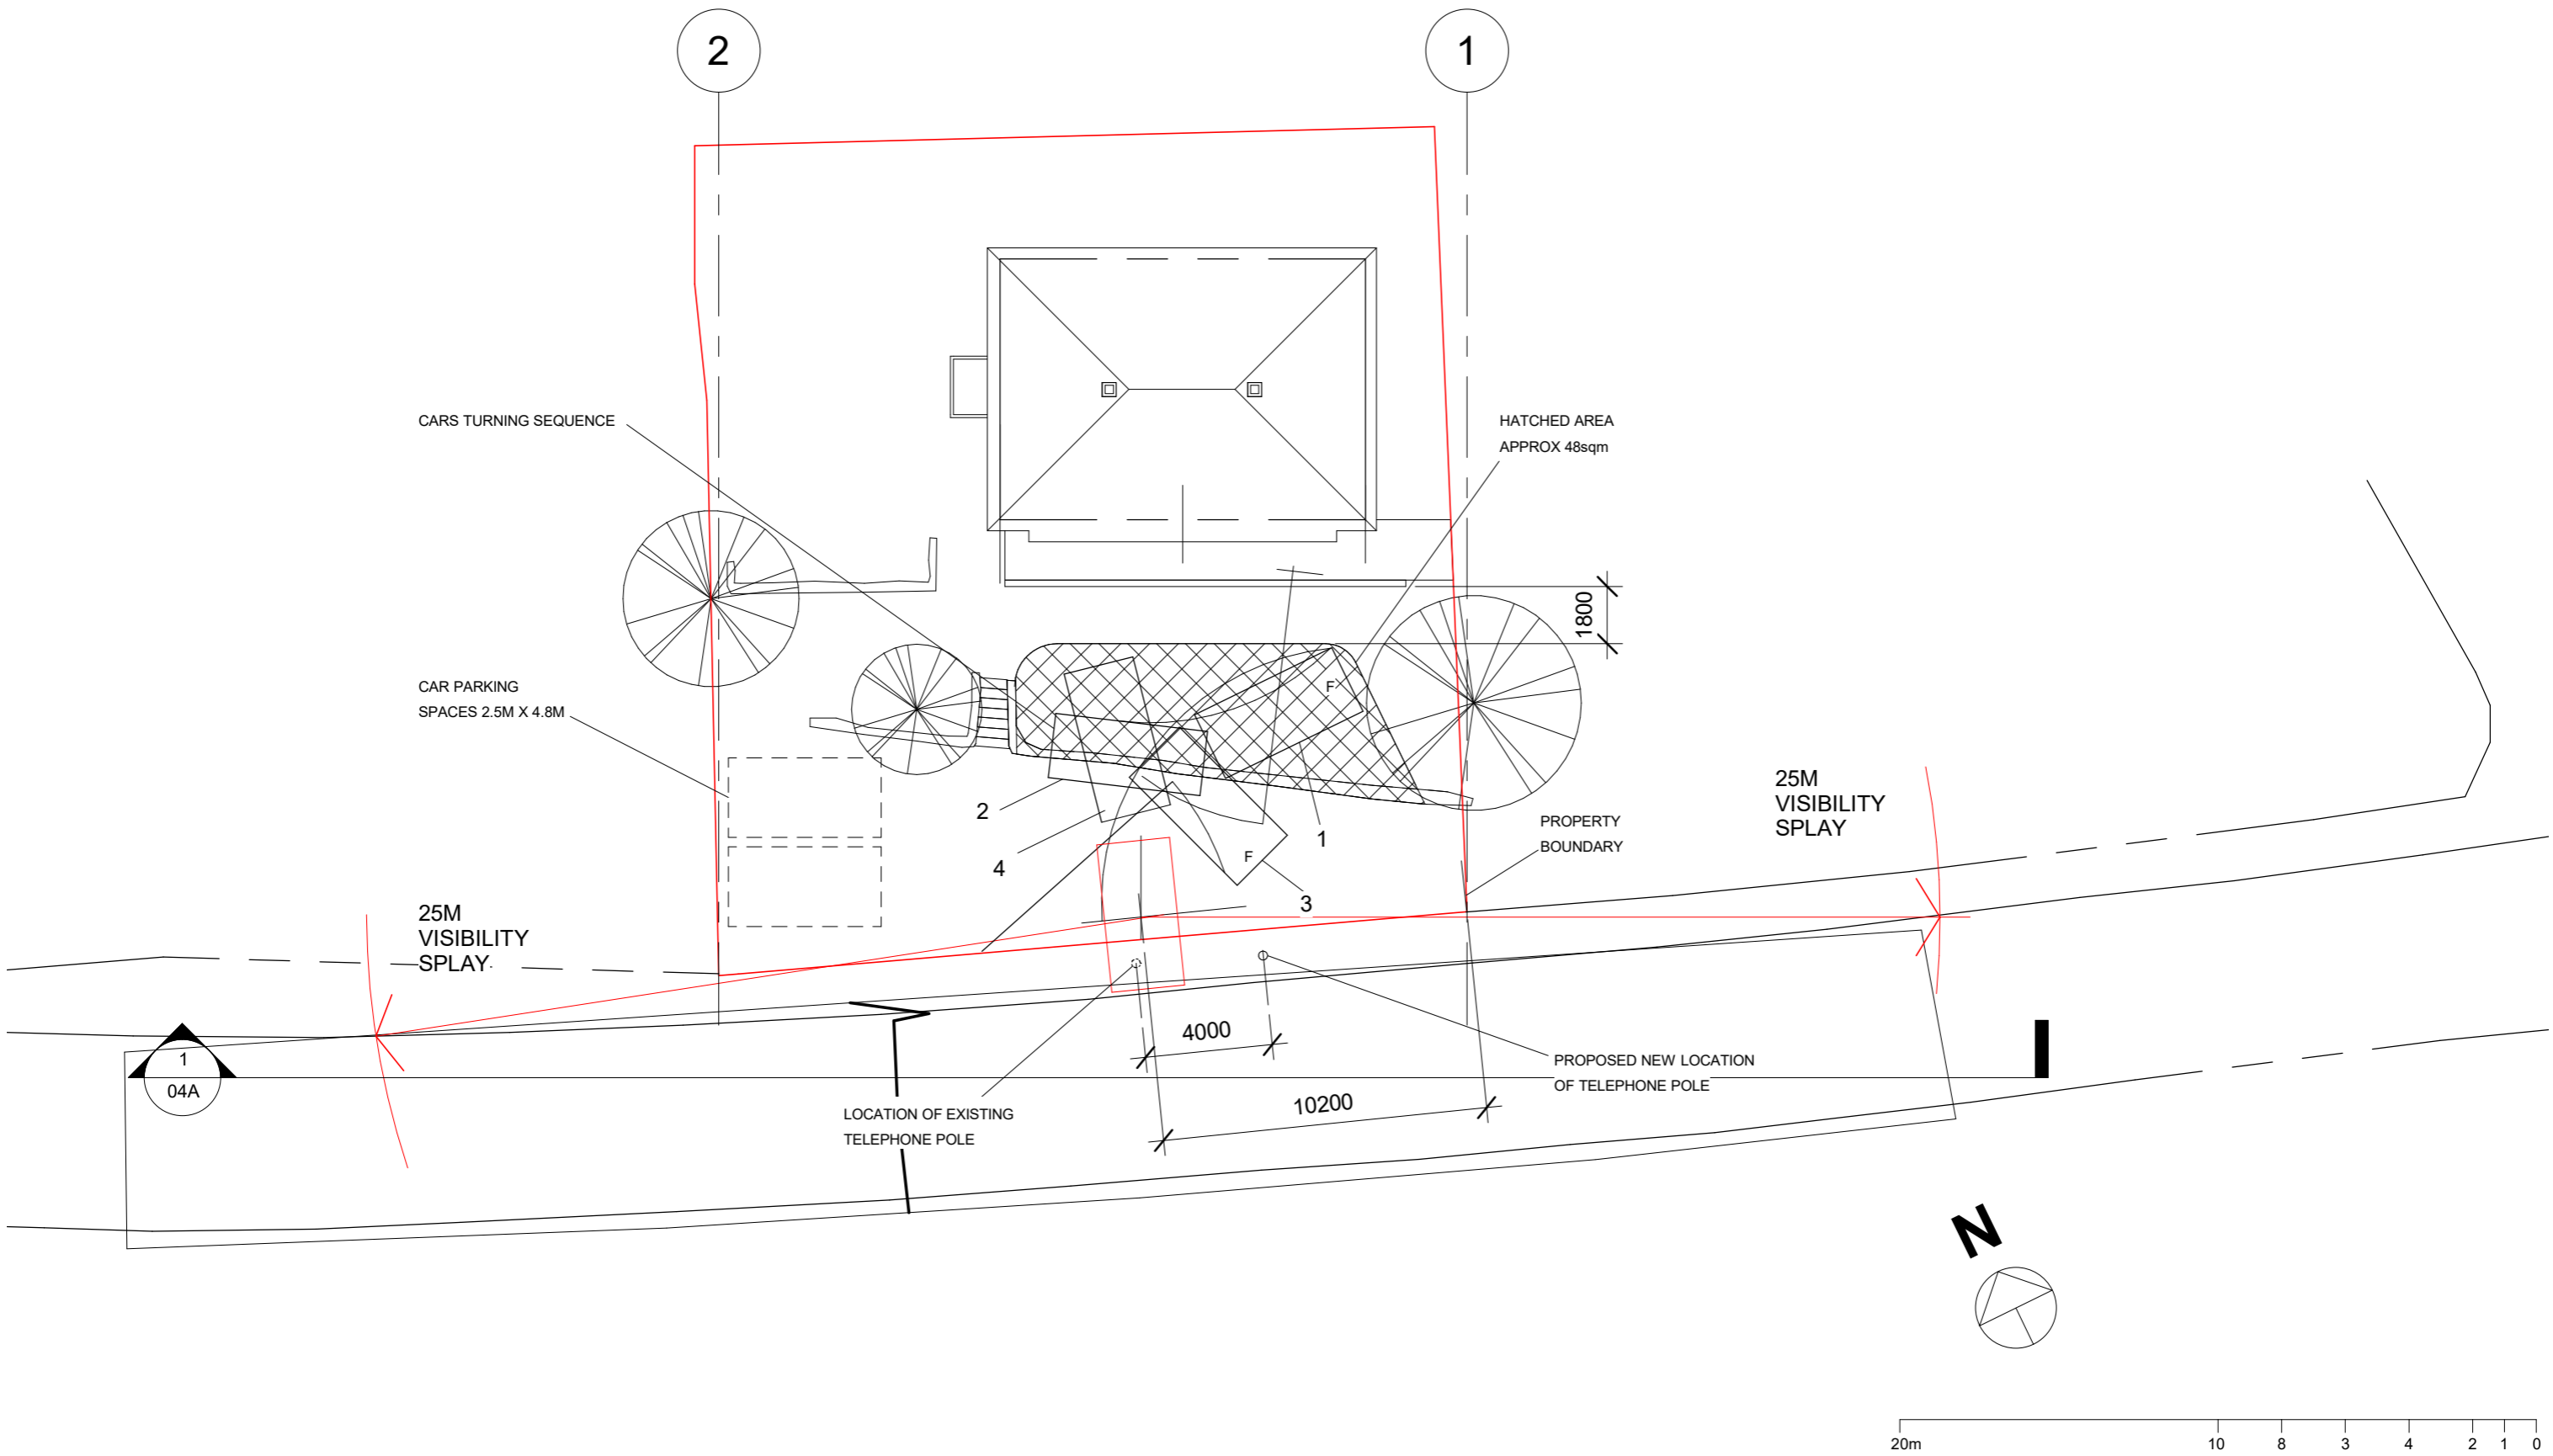 2
1
CARS TURNING SEQUENCE
HATCHED AREA
APPROX 48sqm
1800
CAR PARKING
SPACES 2.5M X 4.8M
F
2
4
1
F
3
25M
VISIBILITY
SPLAY
PROPERTY
BOUNDARY
25M
VISIBILITY
SPLAY
4000
1
04A
PROPOSED NEW LOCATION
OF TELEPHONE POLE
10200
LOCATION OF EXISTING
TELEPHONE POLE
N
20m 10 8 3 4 2 1 0